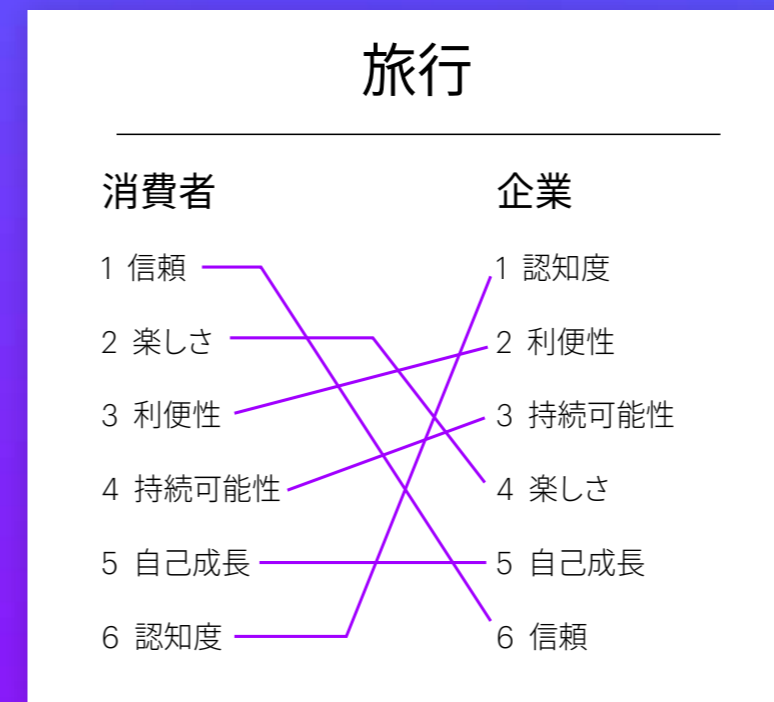 旅行
消費者
1 信頼
2 楽しさ
3 利便性
4 持続可能性
5 自己成長
6 認知度
企業
1 認知度
2 利便性
3 持続可能性
4 楽しさ
5 自己成長
6 信頼